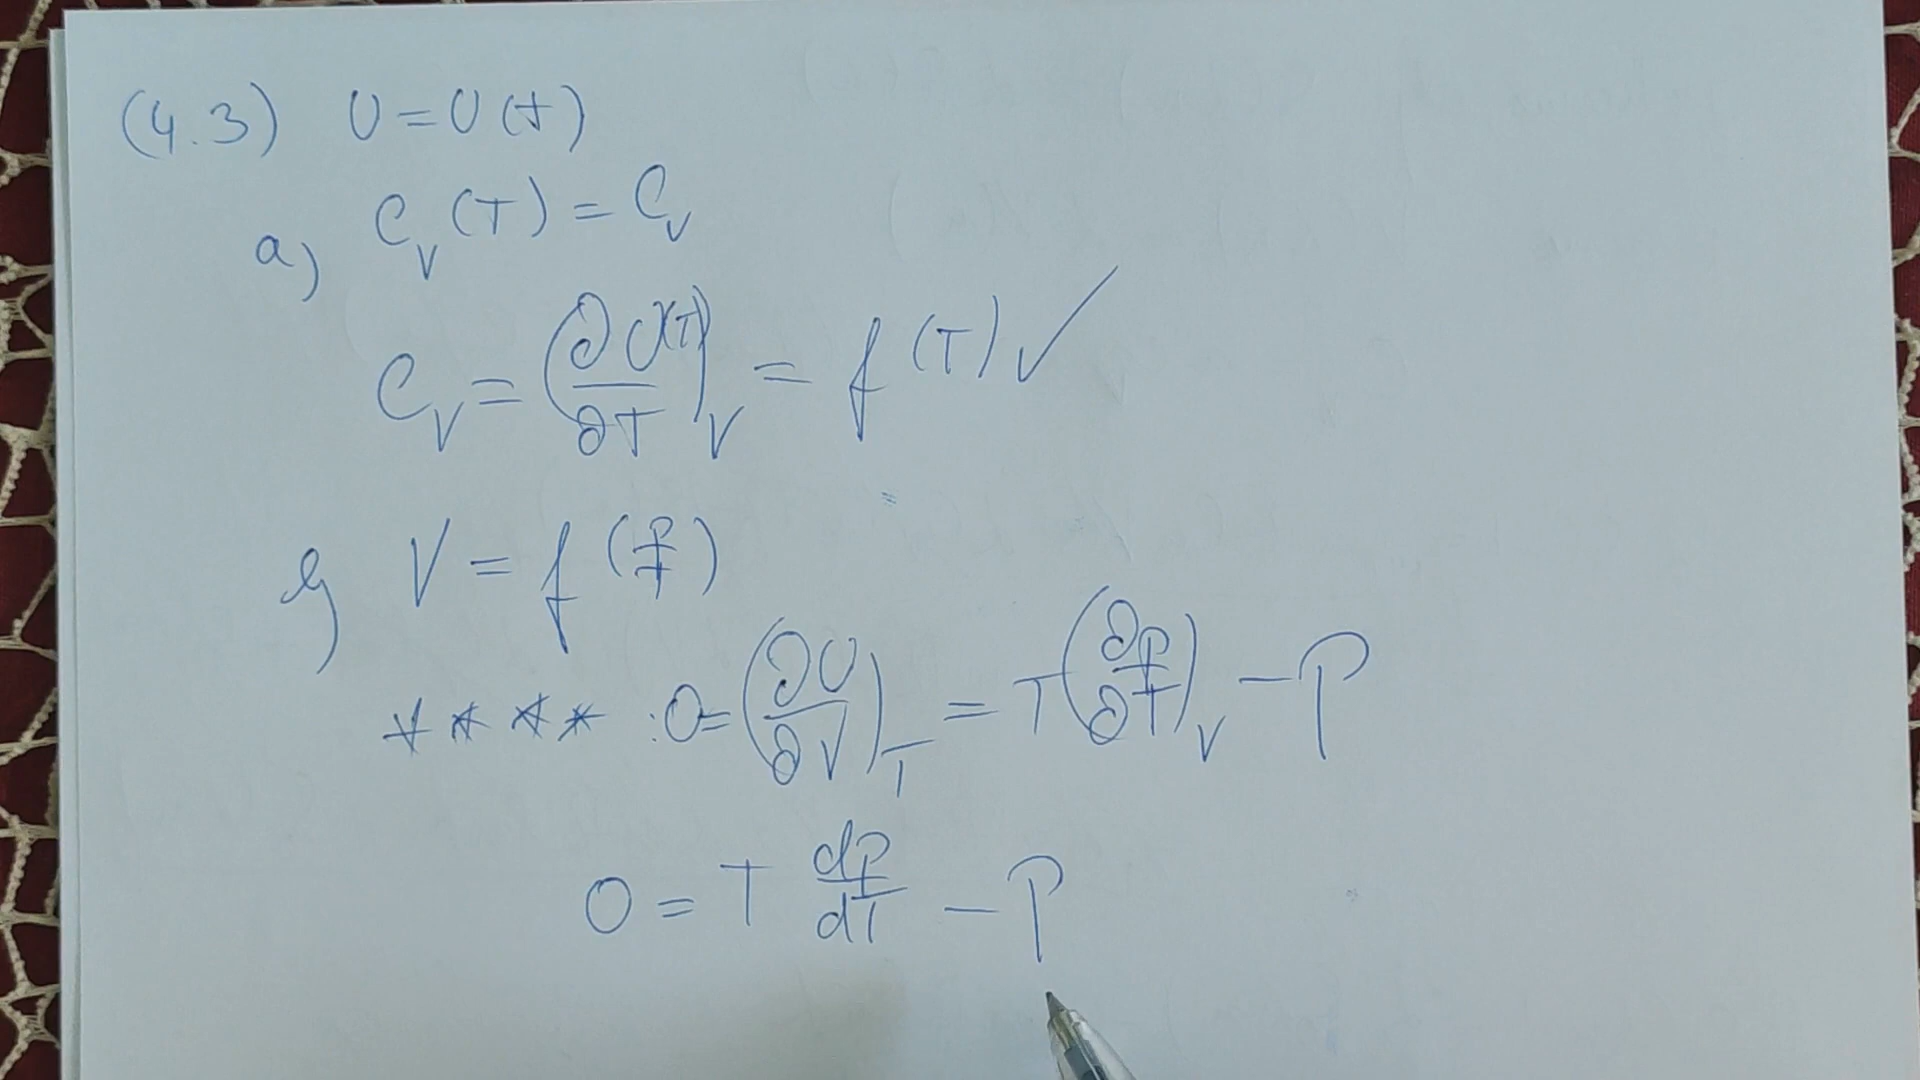 (4.3) U = U(T)
a) C_V (T) = C_V
C_V = (∂U(T)/∂T)_V = f(T) ✓
V = f(P/T)
**** : 0 = (∂U/∂V)_T = T(∂P/∂T)_V - P
0 = T dP/dT - P